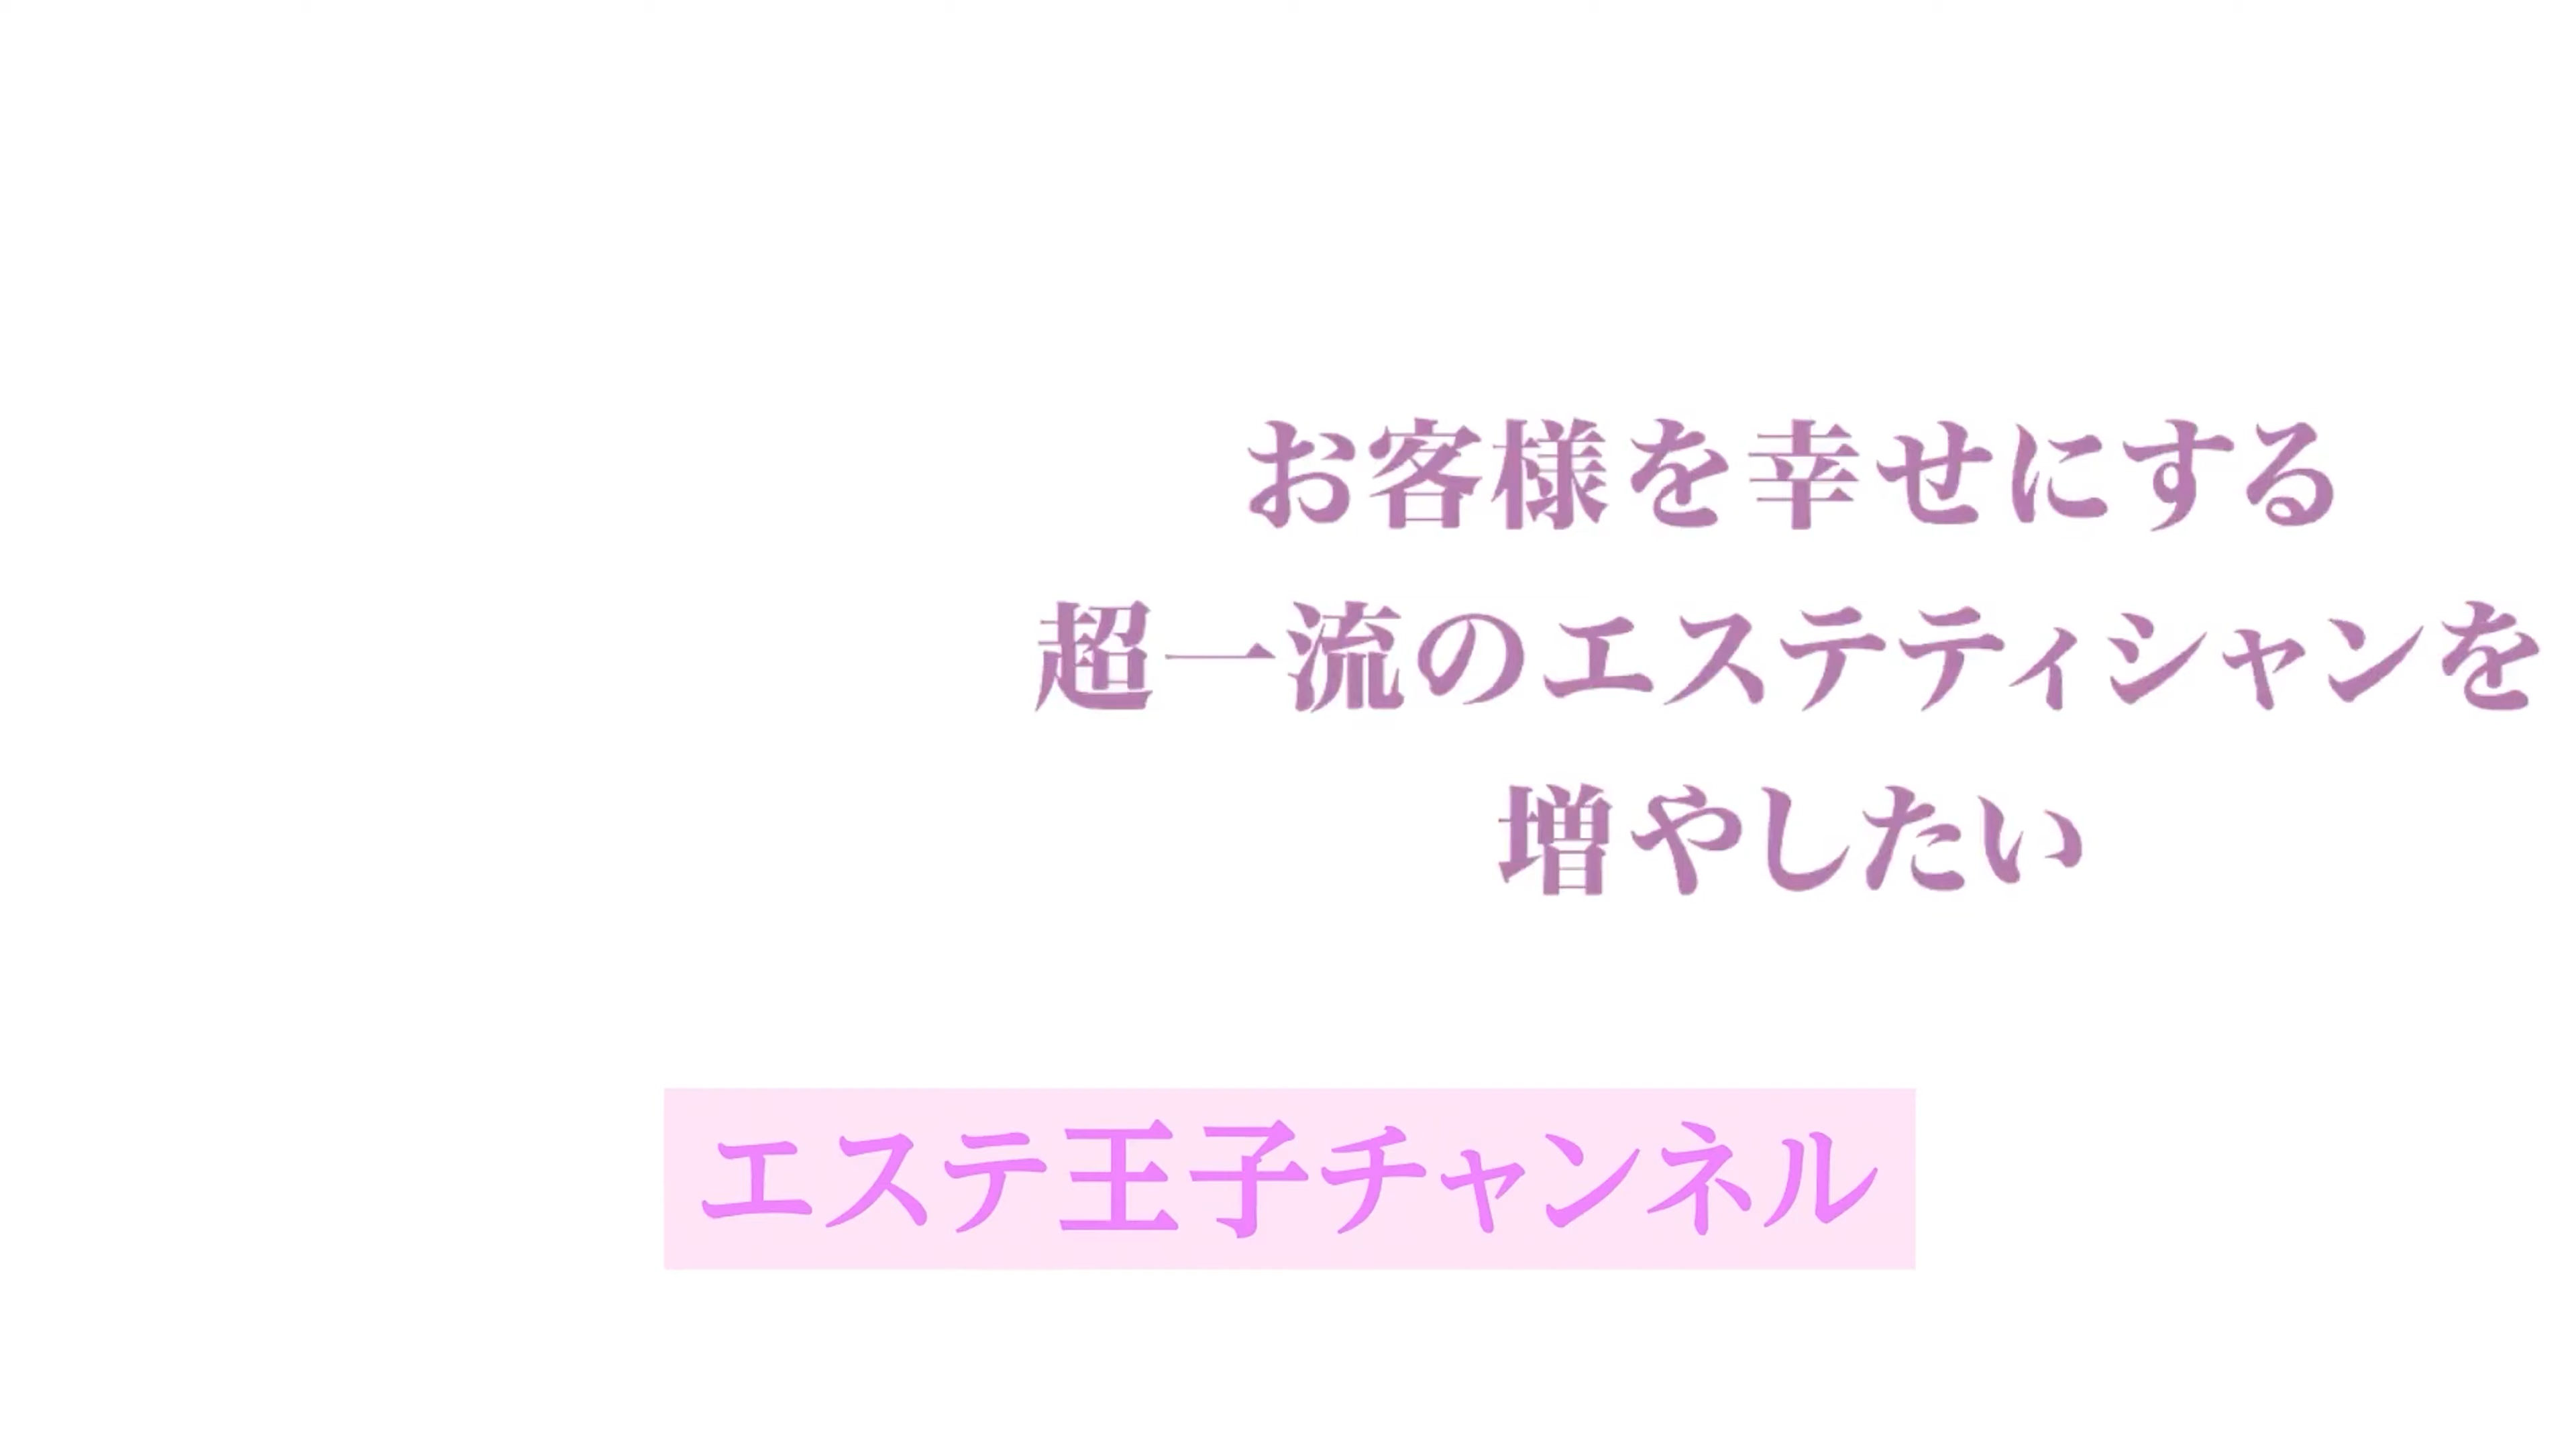 お客様を幸せにする
超一流のエステティシャンを
増やしたい
エステ王子チャンネル